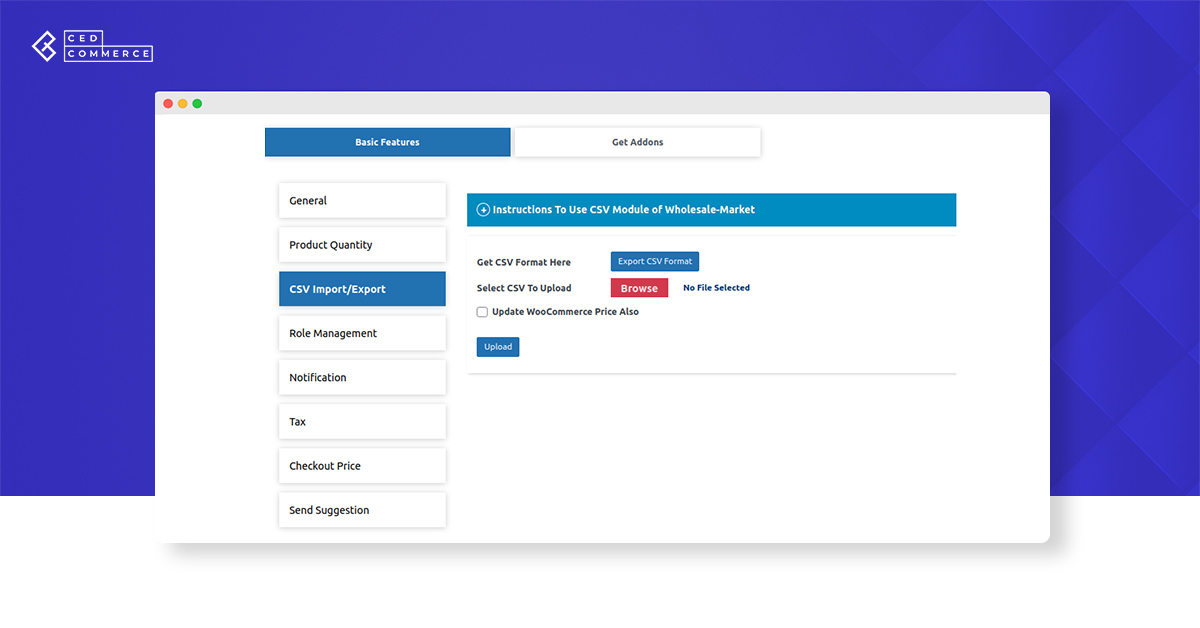 CED
COMMERCE
Basic Features
Get Addons
General
Product Quantity
CSV Import/Export
Role Management
Notification
Tax
Checkout Price
Send Suggestion
Instructions To Use CSV Module of Wholesale-Market
Get CSV Format Here
Export CSV Format
Select CSV To Upload
Browse
No File Selected
Update WooCommerce Price Also
Upload